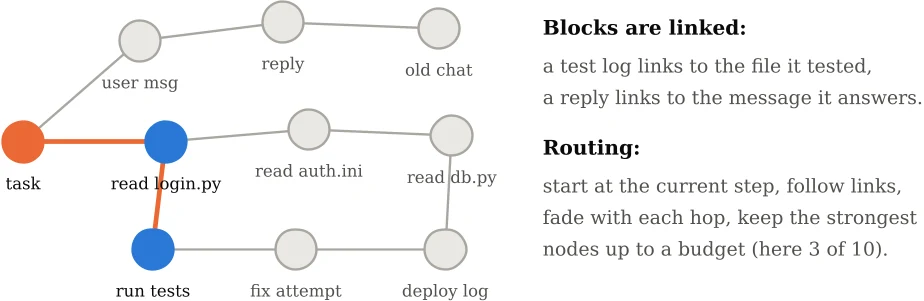 user msg
reply
old chat
task
read login.py
read auth.ini
read db.py
run tests
fix attempt
deploy log
Blocks are linked:
a test log links to the file it tested,
a reply links to the message it answers.
Routing:
start at the current step, follow links,
fade with each hop, keep the strongest
nodes up to a budget (here 3 of 10).